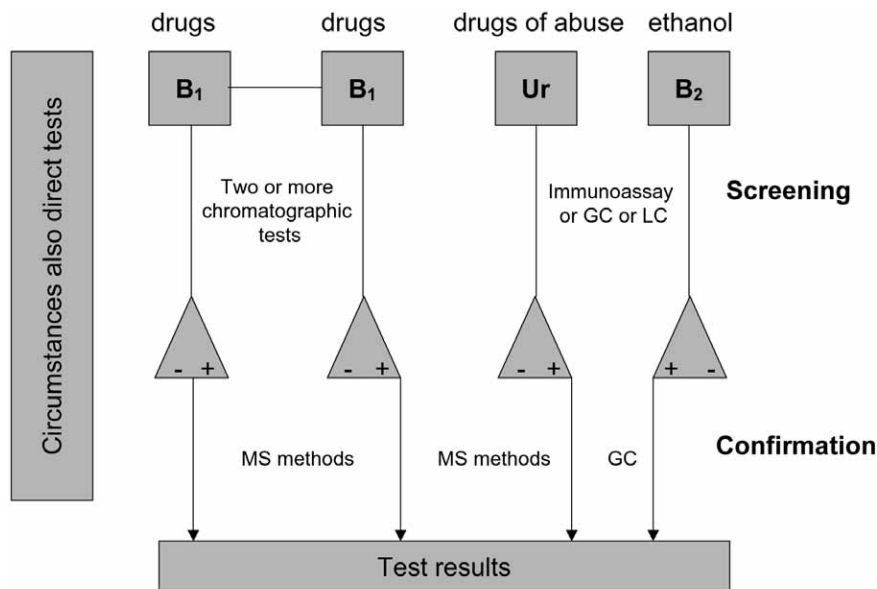 drugs
drugs
drugs of abuse
ethanol
B₁
B₁
Ur
B₂
Circumstances also direct tests
Two or more
chromatographic
tests
Immunoassay
or GC or LC
Screening
- +
- +
- +
+ -
MS methods
MS methods
GC
Confirmation
Test results